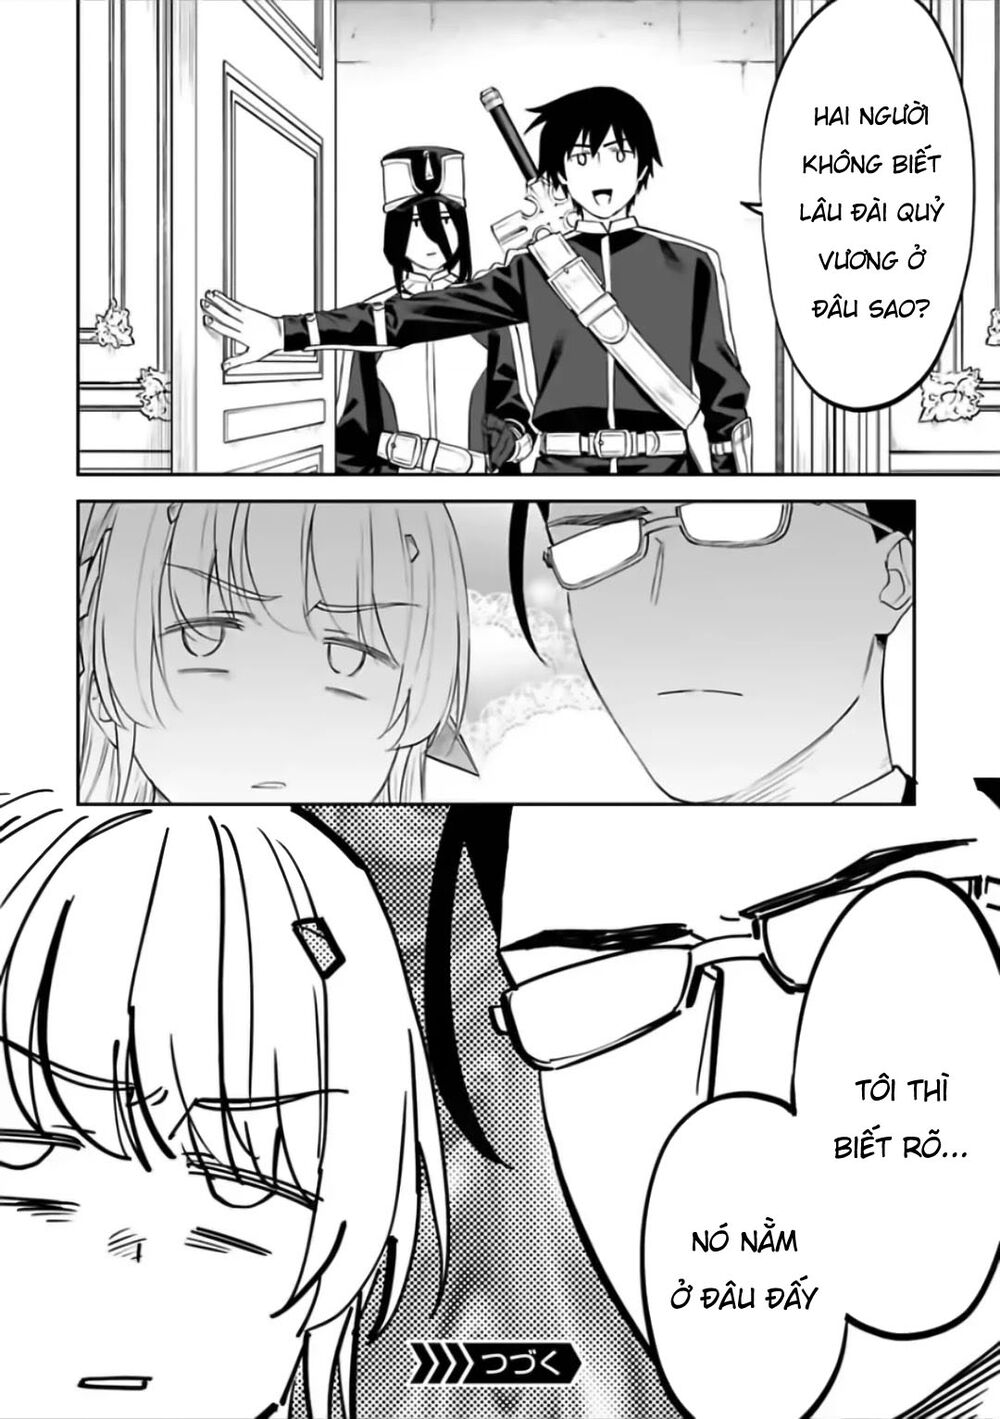 HAI NGƯỜI
KHÔNG BIẾT
LÂU ĐÀI QUỶ
VƯƠNG Ở
ĐÂU SAO?
TÔI THÌ
BIẾT RÕ...
NÓ NẰM
Ở ĐÂU ĐẤY
つづく